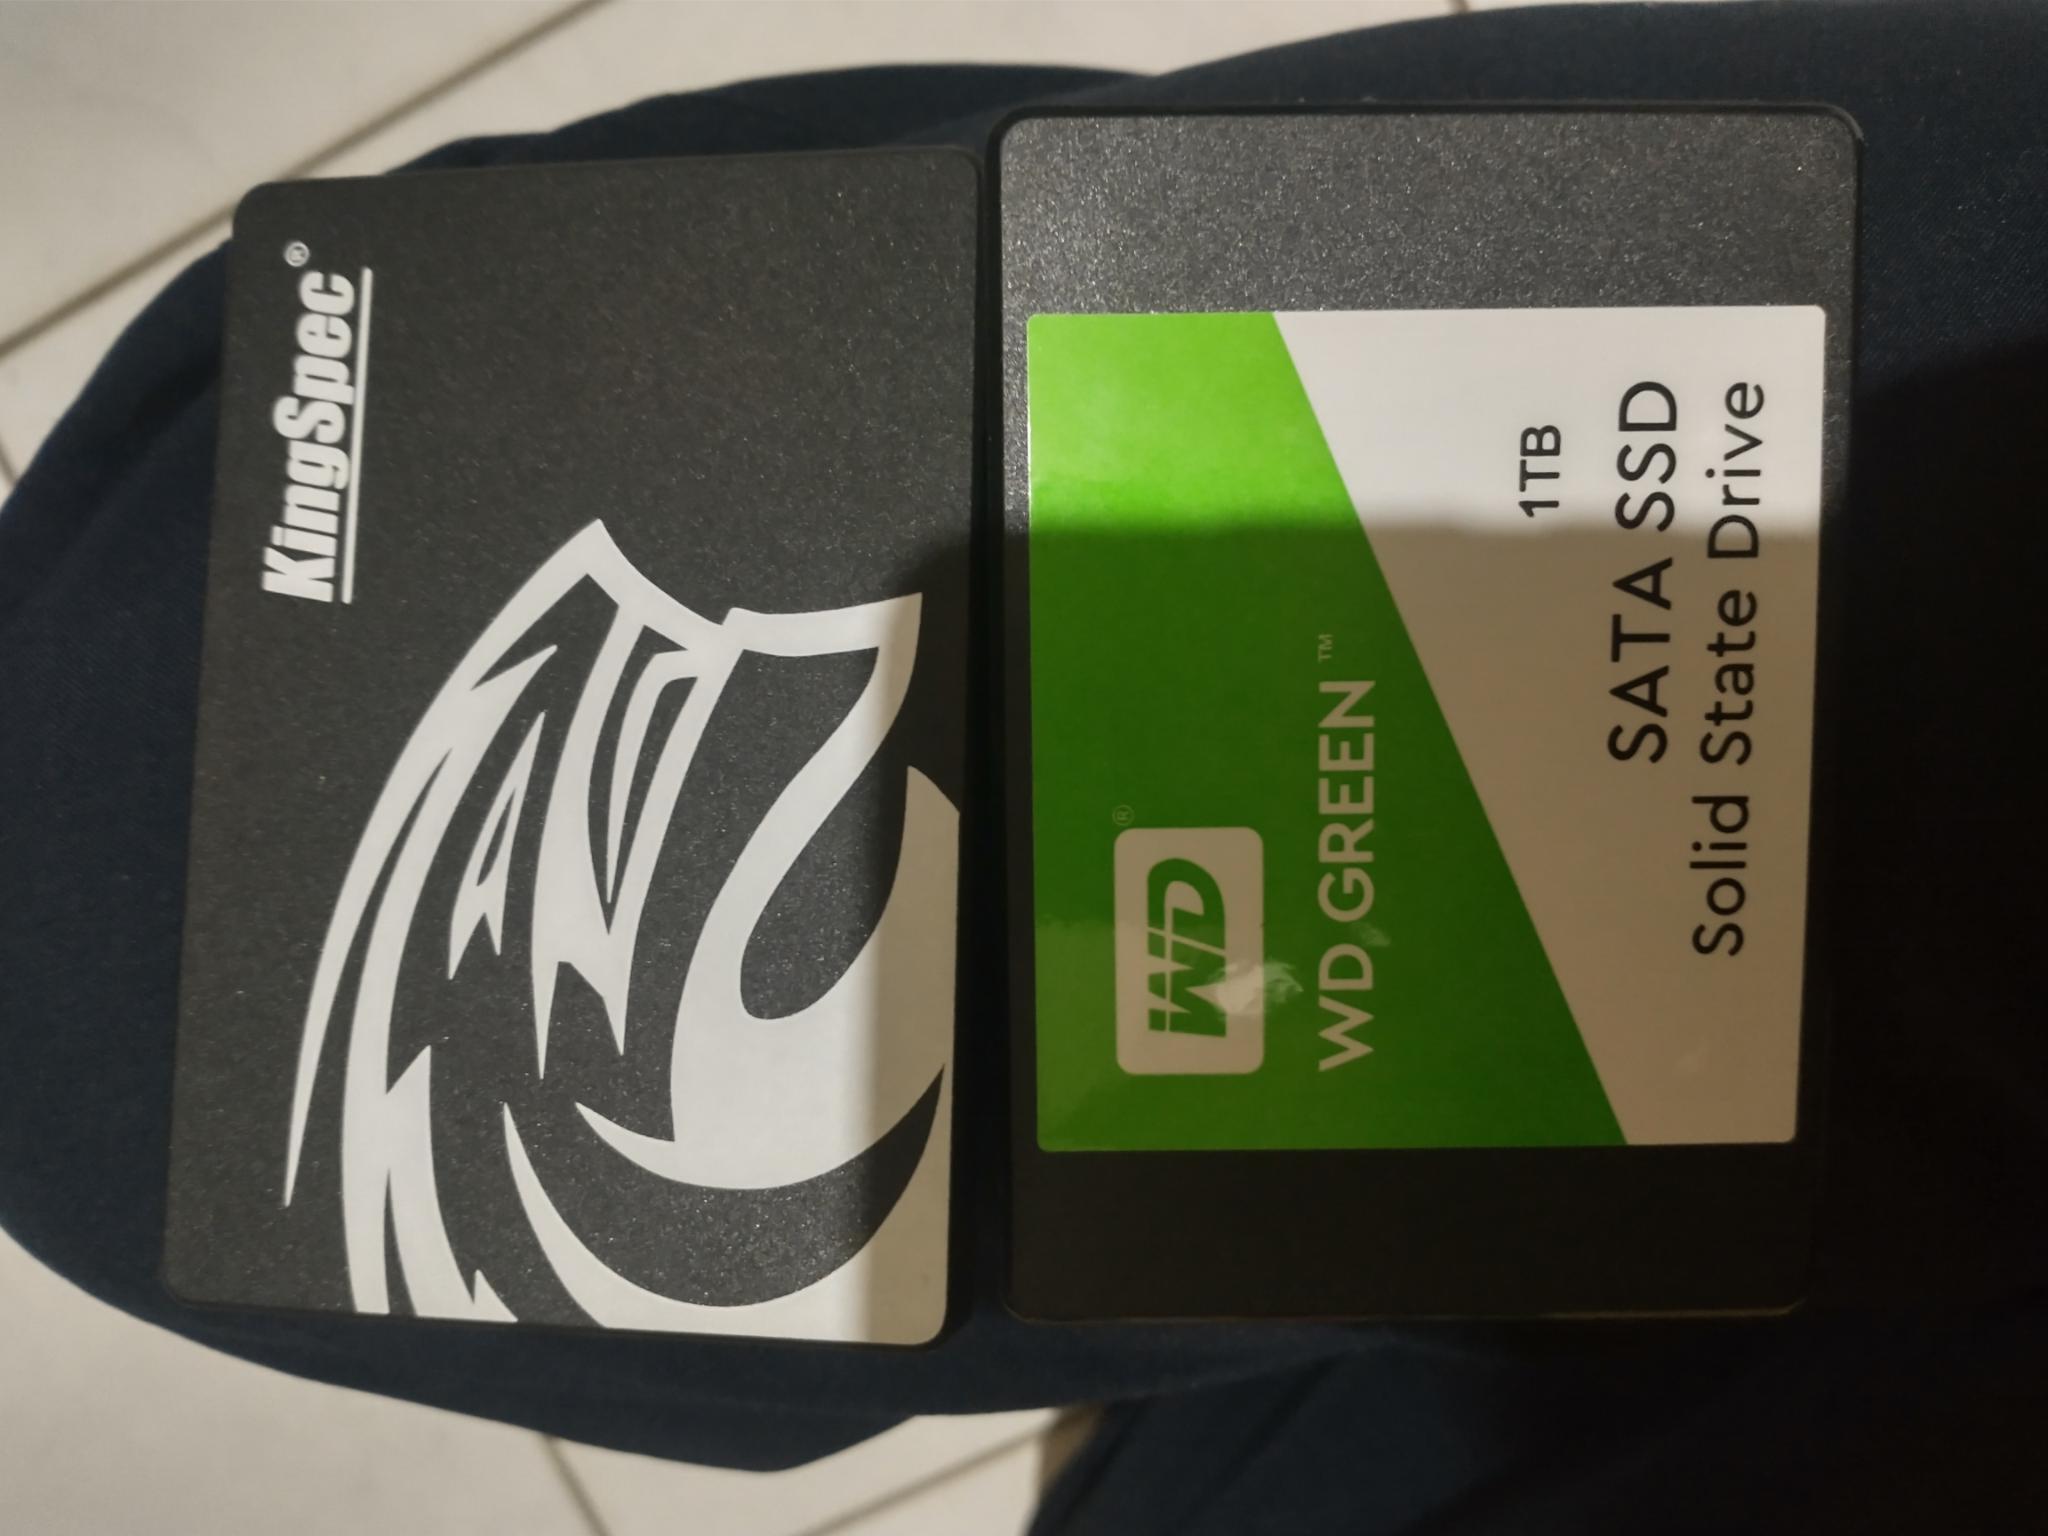 KingSpec®
WD®
WD GREEN™
1TB
SATA SSD
Solid State Drive